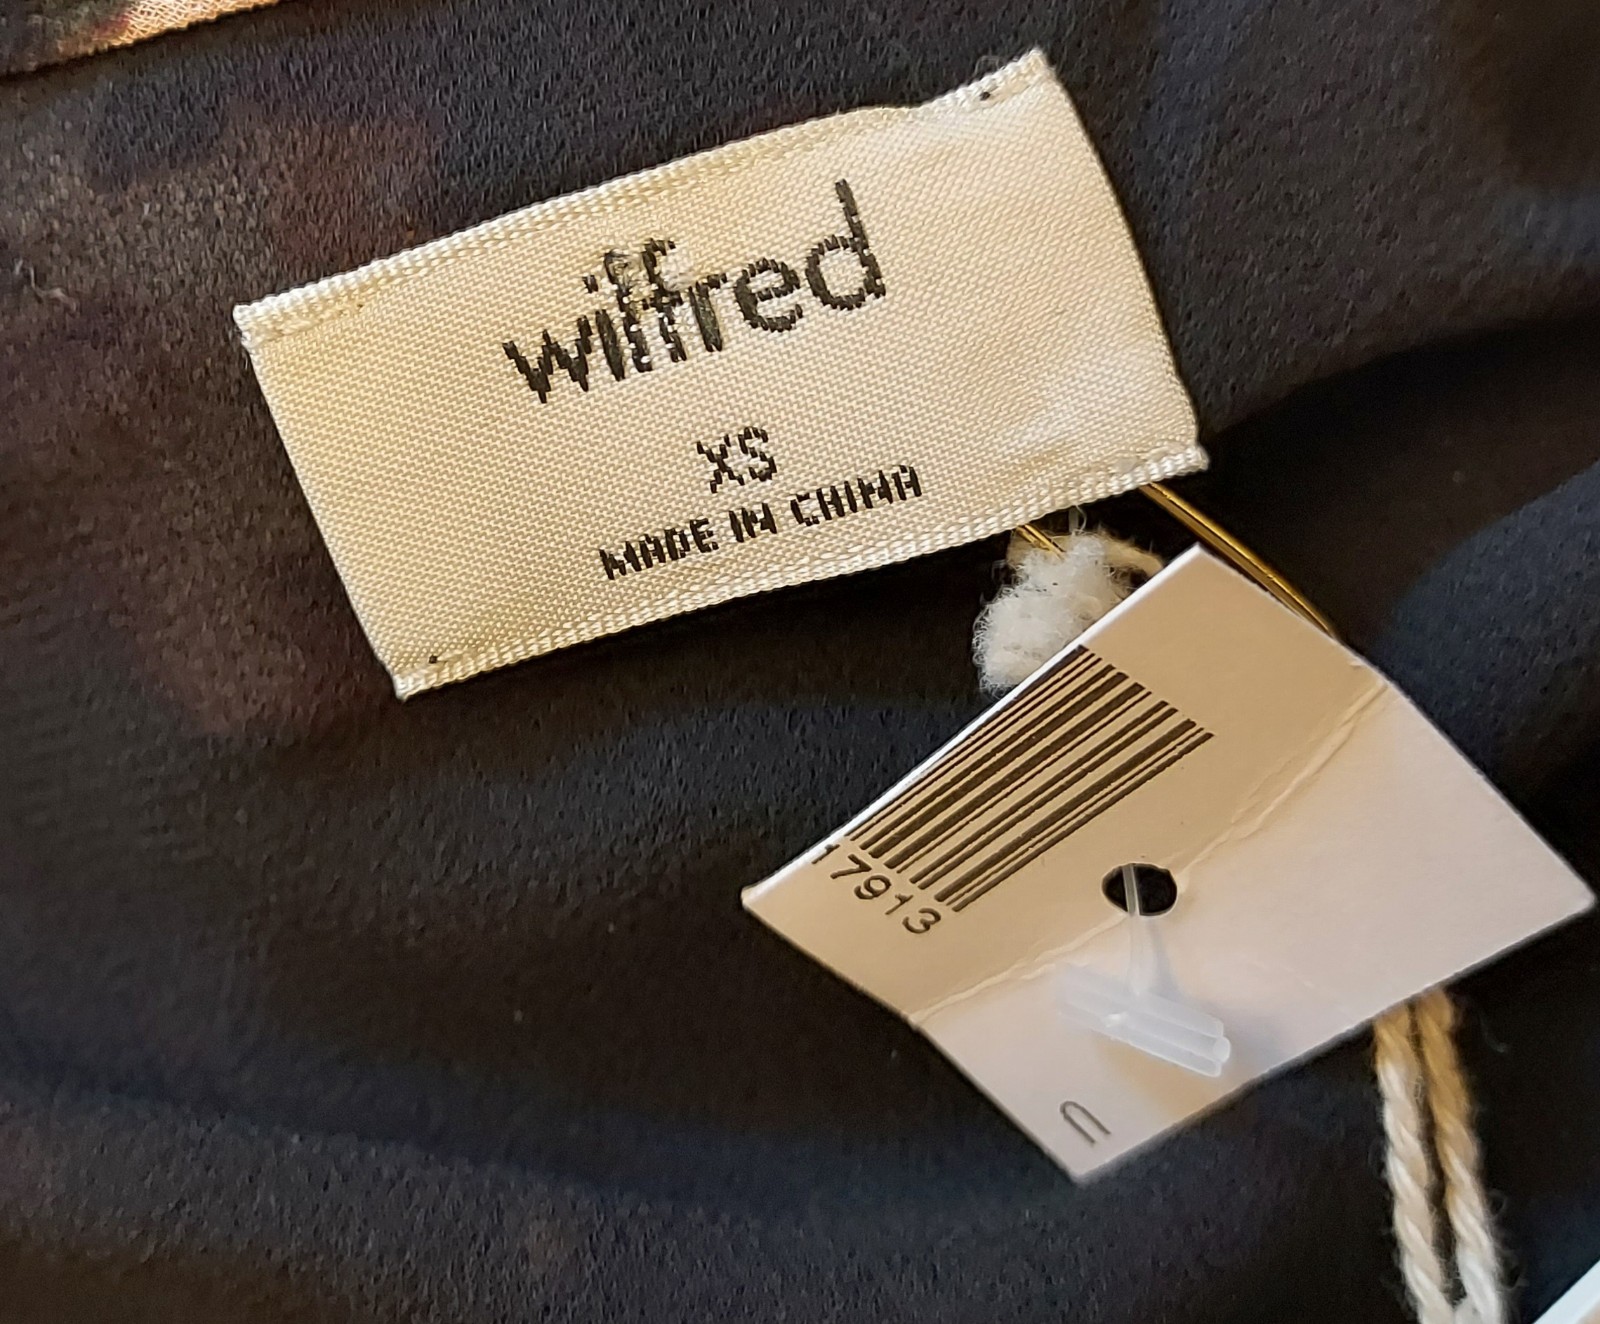 wilfred
XS
MADE IN CHINA
17913